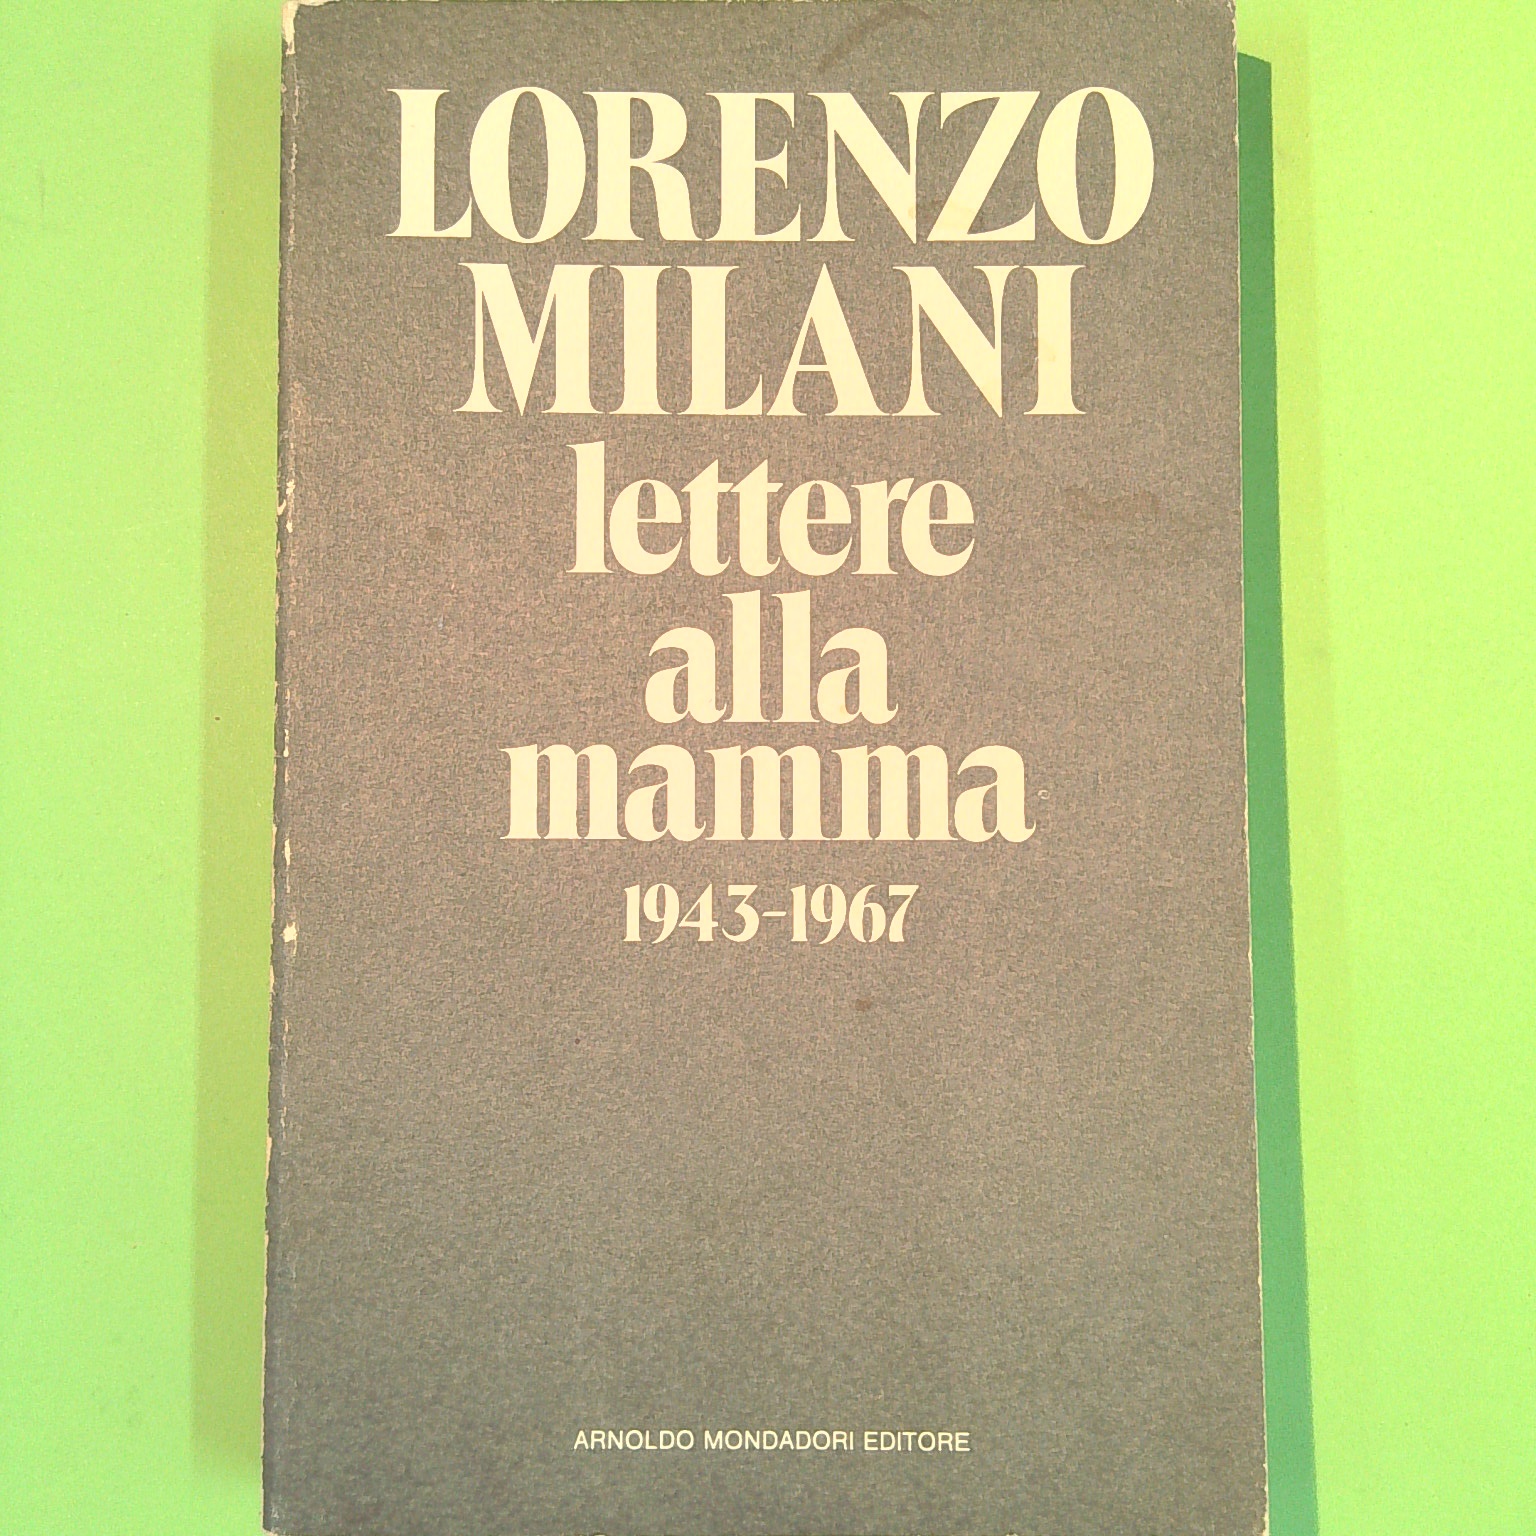 LORENZO
MILANI
lettere
alla
mamma
1943-1967
ARNOLDO MONDADORI EDITORE